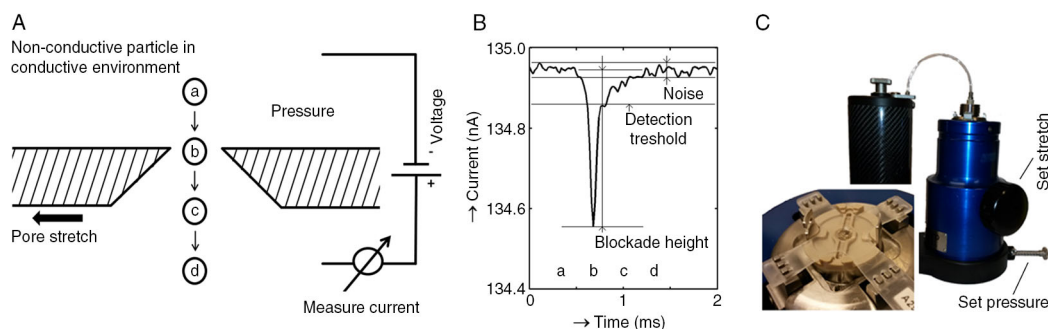 A
Non-conductive particle in
conductive environment
a
b
c
d
Pressure
Voltage
-
+
Pore stretch
Measure current
B
135.0
134.8
134.6
134.4
→ Current (nA)
Noise
Detection
treshold
Blockade height
a b c d
0 1 2
→ Time (ms)
C
Set stretch
Set pressure